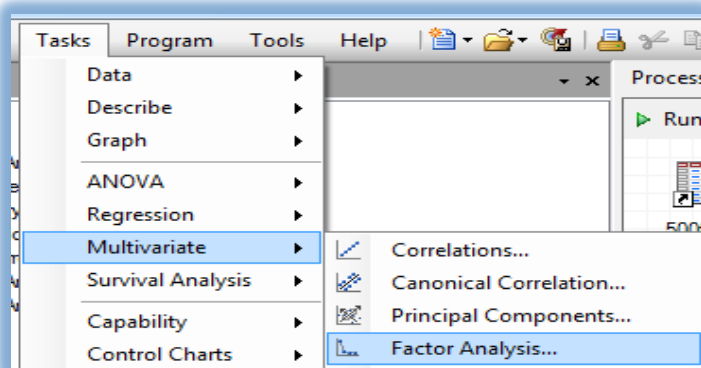 Tasks Program Tools Help
Data
Describe
Graph
ANOVA
Regression
Multivariate
Survival Analysis
Capability
Control Charts
Correlations...
Canonical Correlation...
Principal Components...
Factor Analysis...
Process
Run